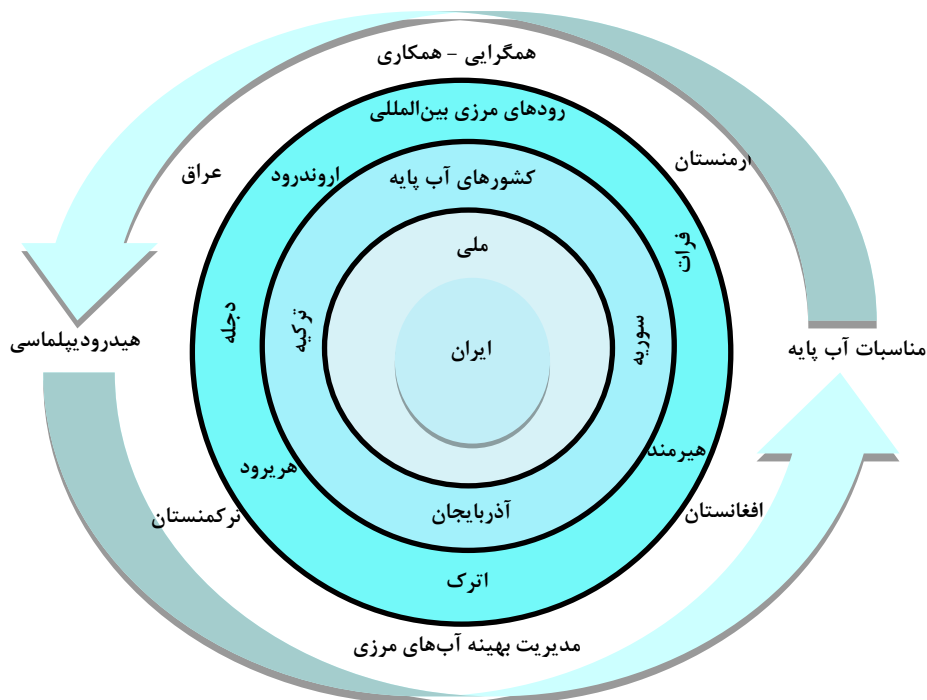 همگرایی - همکاری
رودهای مرزی بین‌المللی
ارمنستان
عراق
اروندرود
کشورهای آب پایه
فرات
ملی
دجله
ترکیه
سوریه
ایران
مناسبات آب پایه
هیدرودیپلماسی
هیرمند
هریرود
افغانستان
ترکمنستان
آذربایجان
اترک
مدیریت بهینه آب‌های مرزی